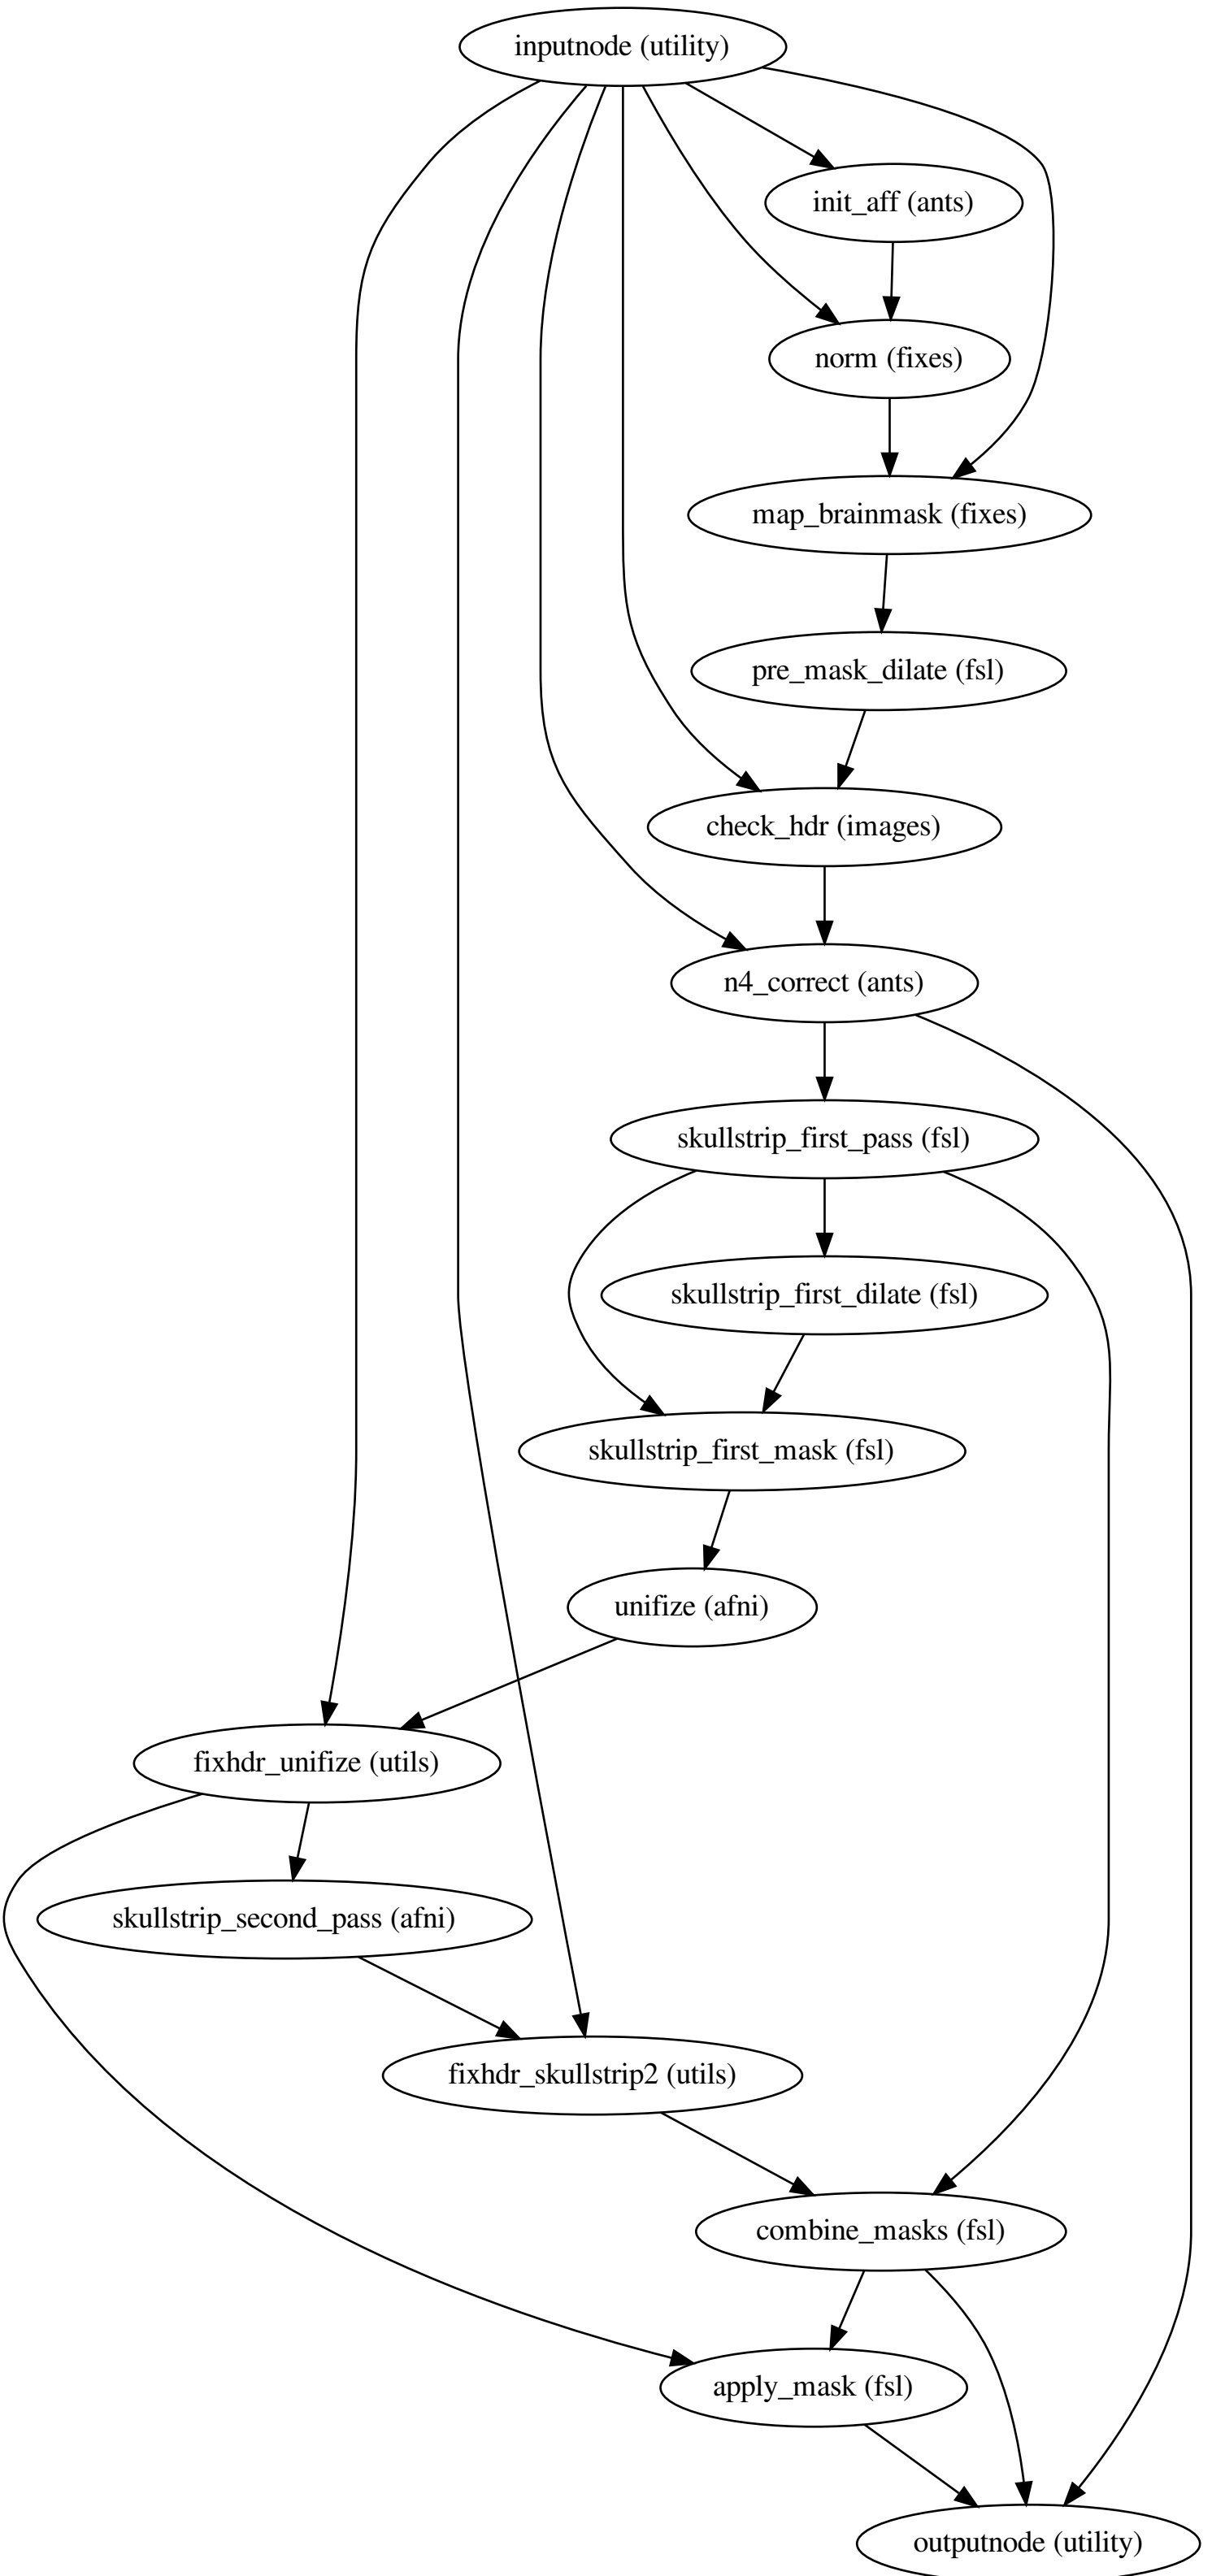 inputnode (utility)
init_aff (ants)
norm (fixes)
map_brainmask (fixes)
pre_mask_dilate (fsl)
check_hdr (images)
n4_correct (ants)
skullstrip_first_pass (fsl)
skullstrip_first_dilate (fsl)
skullstrip_first_mask (fsl)
unifize (afni)
fixhdr_unifize (utils)
skullstrip_second_pass (afni)
fixhdr_skullstrip2 (utils)
combine_masks (fsl)
apply_mask (fsl)
outputnode (utility)